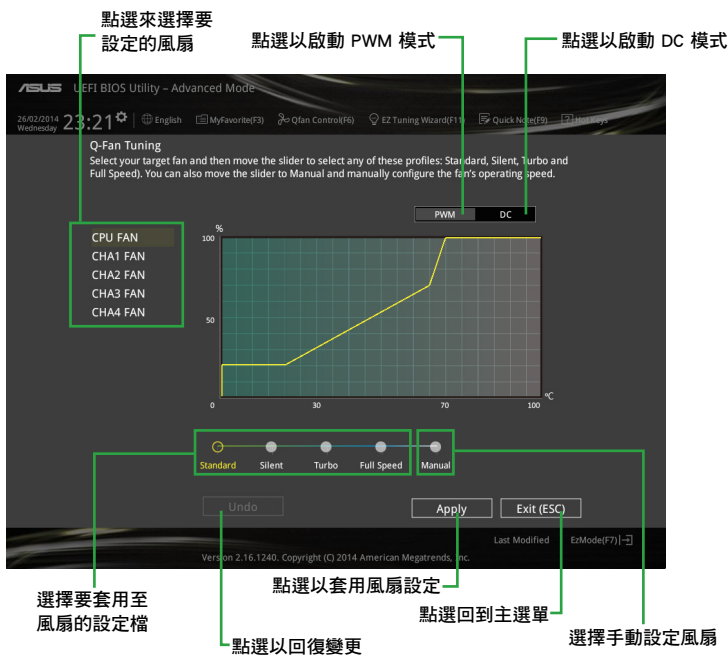 點選來選擇要
設定的風扇
點選以啟動 PWM 模式
點選以啟動 DC 模式
ASUS UEFI BIOS Utility – Advanced Mode
26/02/2014
Wednesday
23:21
English
MyFavorite(F3)
Qfan Control(F6)
EZ Tuning Wizard(F11)
Quick Note(F9)
Hot Keys
Q-Fan Tuning
Select your target fan and then move the slider to select any of these profiles: Standard, Silent, Turbo and
Full Speed). You can also move the slider to Manual and manually configure the fan's operating speed.
PWM
DC
CPU FAN
CHA1 FAN
CHA2 FAN
CHA3 FAN
CHA4 FAN
%
100
50
0
30
70
100
℃
Standard
Silent
Turbo
Full Speed
Manual
Undo
Apply
Exit (ESC)
Last Modified
EzMode(F7)
Version 2.16.1240. Copyright (C) 2014 American Megatrends, Inc.
選擇要套用至
風扇的設定檔
點選以套用風扇設定
點選回到主選單
點選以回復變更
選擇手動設定風扇